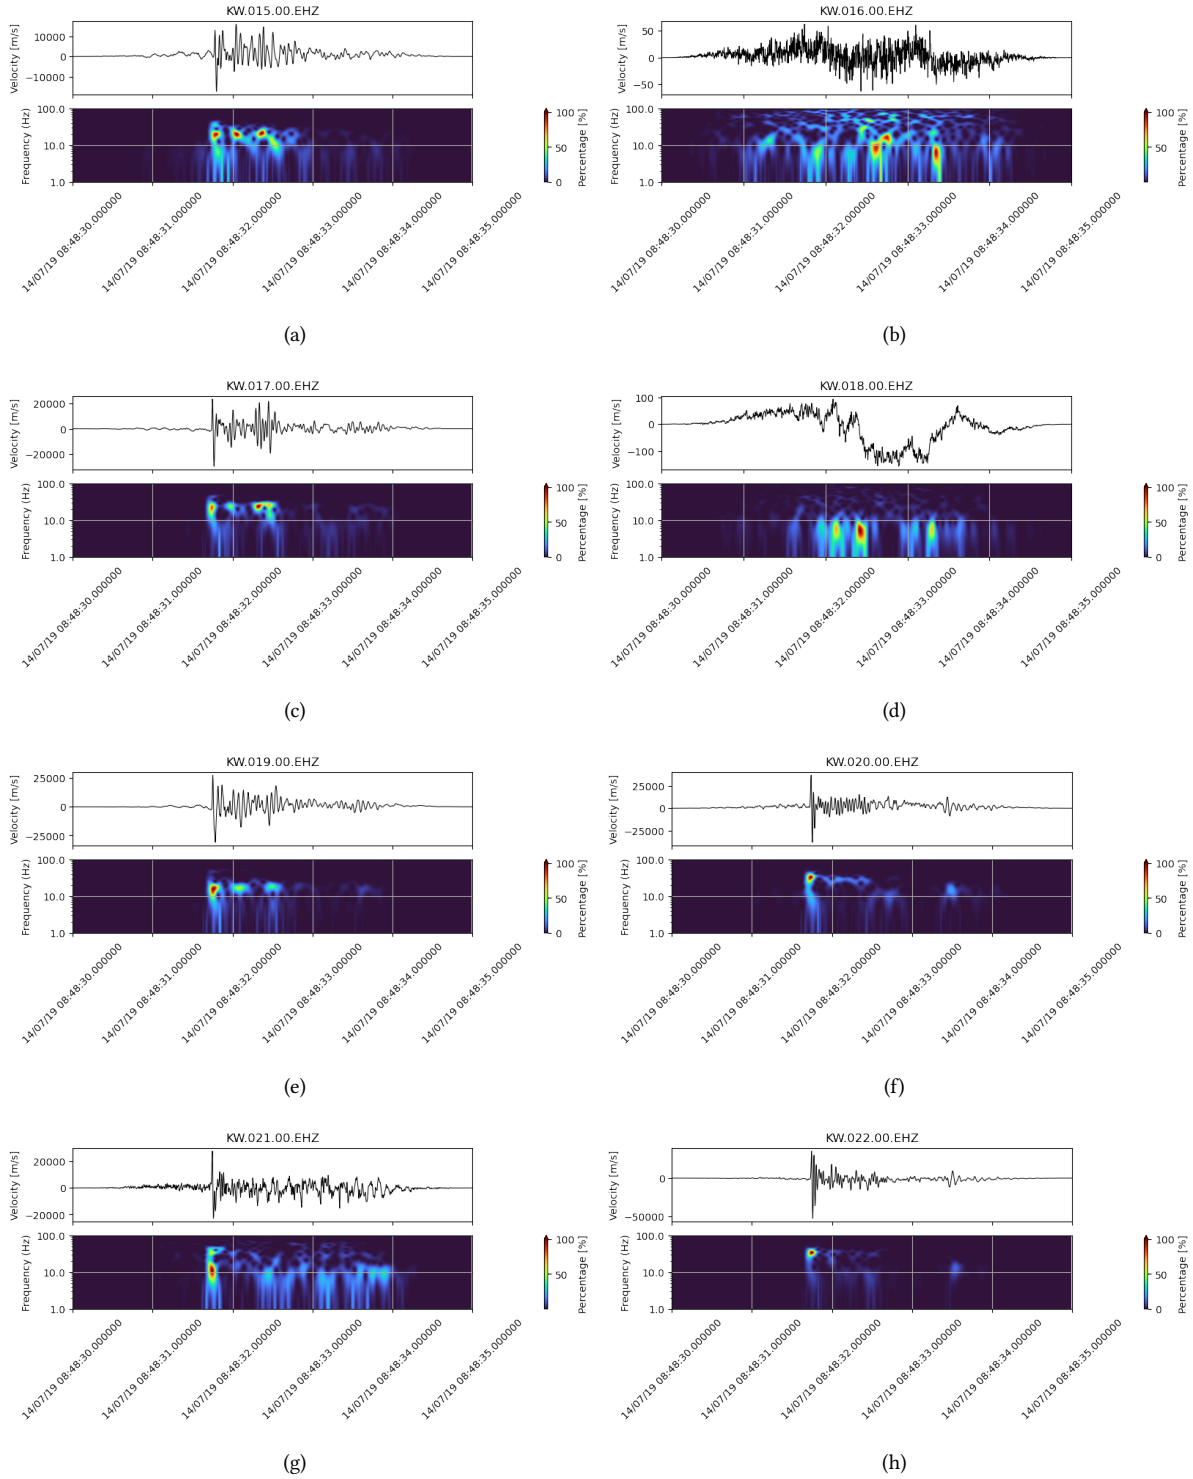 KW.015.00.EHZ
Velocity [m/s]
10000
0
−10000
Frequency (Hz)
100.0
10.0
1.0
Percentage [%]
100
50
0
14/07/19 08:48:30.000000
14/07/19 08:48:31.000000
14/07/19 08:48:32.000000
14/07/19 08:48:33.000000
14/07/19 08:48:34.000000
14/07/19 08:48:35.000000
(a)
KW.016.00.EHZ
Velocity [m/s]
50
0
−50
Frequency (Hz)
100.0
10.0
1.0
Percentage [%]
100
50
14/07/19 08:48:30.000000
14/07/19 08:48:31.000000
14/07/19 08:48:32.000000
14/07/19 08:48:33.000000
14/07/19 08:48:34.000000
14/07/19 08:48:35.000000
(b)
KW.017.00.EHZ
Velocity [m/s]
20000
0
−20000
Frequency (Hz)
100.0
10.0
1.0
Percentage [%]
100
50
0
14/07/19 08:48:30.000000
14/07/19 08:48:31.000000
14/07/19 08:48:32.000000
14/07/19 08:48:33.000000
14/07/19 08:48:34.000000
14/07/19 08:48:35.000000
(c)
KW.018.00.EHZ
Velocity [m/s]
100
0
−100
Frequency (Hz)
100.0
10.0
1.0
Percentage [%]
100
50
0
14/07/19 08:48:30.000000
14/07/19 08:48:31.000000
14/07/19 08:48:32.000000
14/07/19 08:48:33.000000
14/07/19 08:48:34.000000
14/07/19 08:48:35.000000
(d)
KW.019.00.EHZ
Velocity [m/s]
25000
0
−25000
Frequency (Hz)
100.0
10.0
1.0
Percentage [%]
100
50
0
14/07/19 08:48:30.000000
14/07/19 08:48:31.000000
14/07/19 08:48:32.000000
14/07/19 08:48:33.000000
14/07/19 08:48:34.000000
14/07/19 08:48:35.000000
(e)
KW.020.00.EHZ
Velocity [m/s]
25000
0
−25000
Frequency (Hz)
100.0
10.0
1.0
Percentage [%]
100
50
0
14/07/19 08:48:30.000000
14/07/19 08:48:31.000000
14/07/19 08:48:32.000000
14/07/19 08:48:33.000000
14/07/19 08:48:34.000000
14/07/19 08:48:35.000000
(f)
KW.021.00.EHZ
Velocity [m/s]
20000
0
−20000
Frequency (Hz)
100.0
10.0
1.0
Percentage [%]
100
50
14/07/19 08:48:30.000000
14/07/19 08:48:31.000000
14/07/19 08:48:32.000000
14/07/19 08:48:33.000000
14/07/19 08:48:34.000000
14/07/19 08:48:35.000000
(g)
KW.022.00.EHZ
Velocity [m/s]
0
−50000
Frequency (Hz)
100.0
10.0
1.0
Percentage [%]
100
50
0
14/07/19 08:48:30.000000
14/07/19 08:48:31.000000
14/07/19 08:48:32.000000
14/07/19 08:48:33.000000
14/07/19 08:48:34.000000
14/07/19 08:48:35.000000
(h)